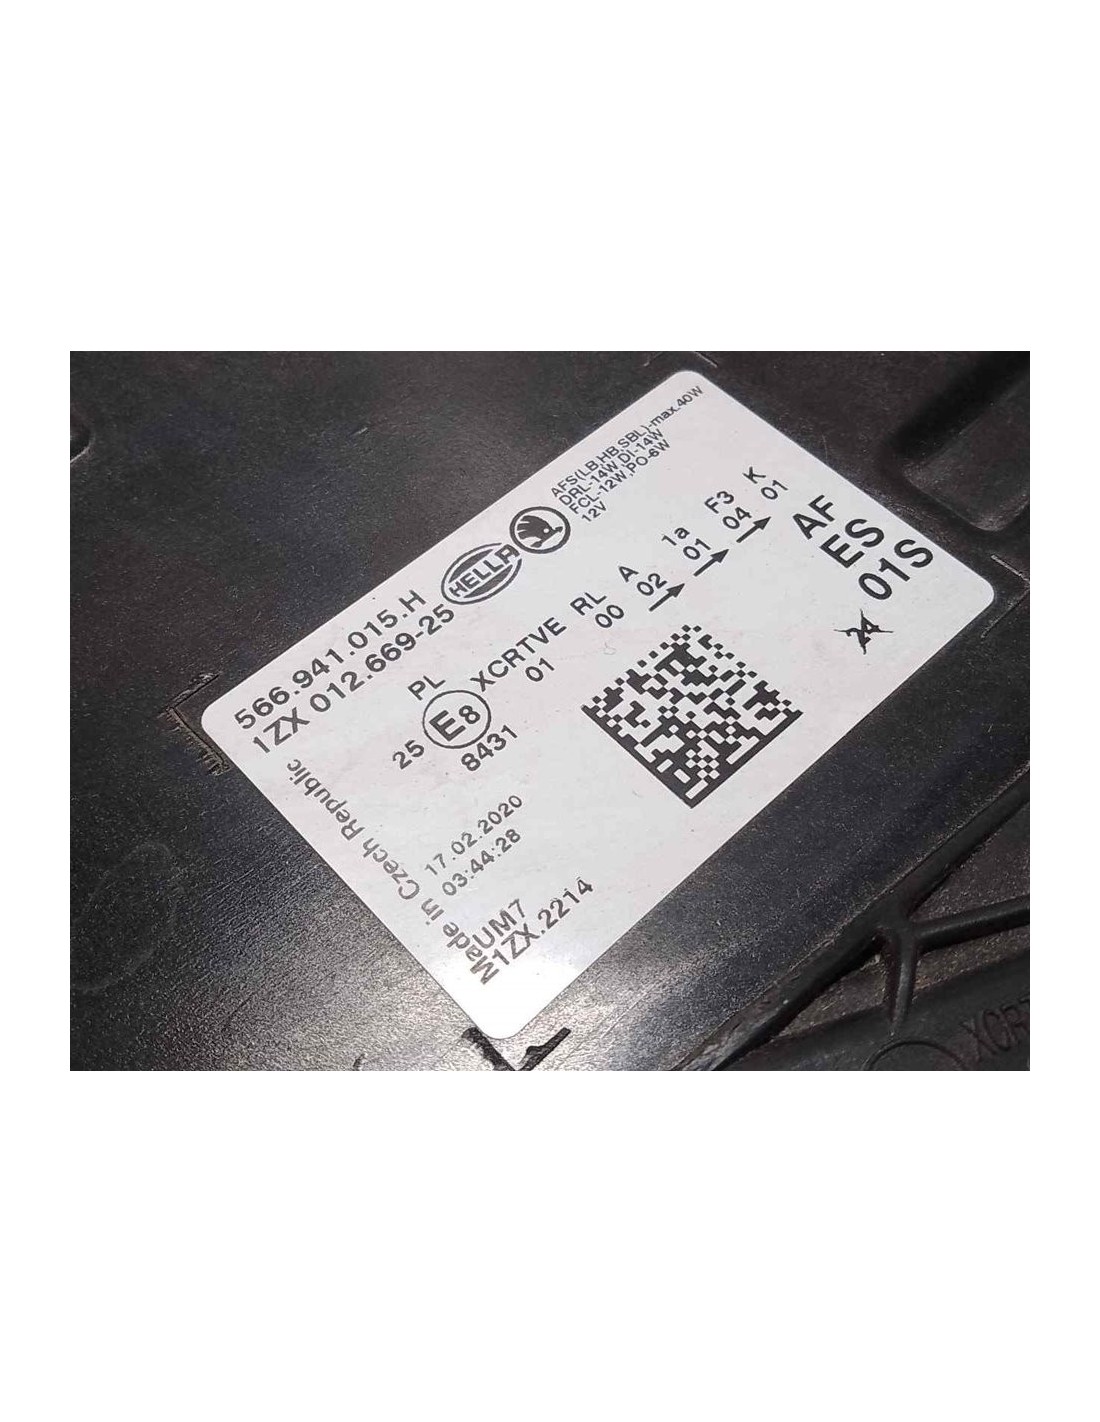 566.941.015.H
1ZX 012.669-25
HELLA
AFS(LB,HB,SBL)-max.40W
DRL-14W,DI-14W
FCL-12W,PO-6W
12V
PL
25 E8
8431
XCRTVE RL A 1a F3 K
01 00 02 01 04 01
AF
ES
01S
24
Made in Czech Republic
17.02.2020
03:44:28
UM7
M1ZX.2214